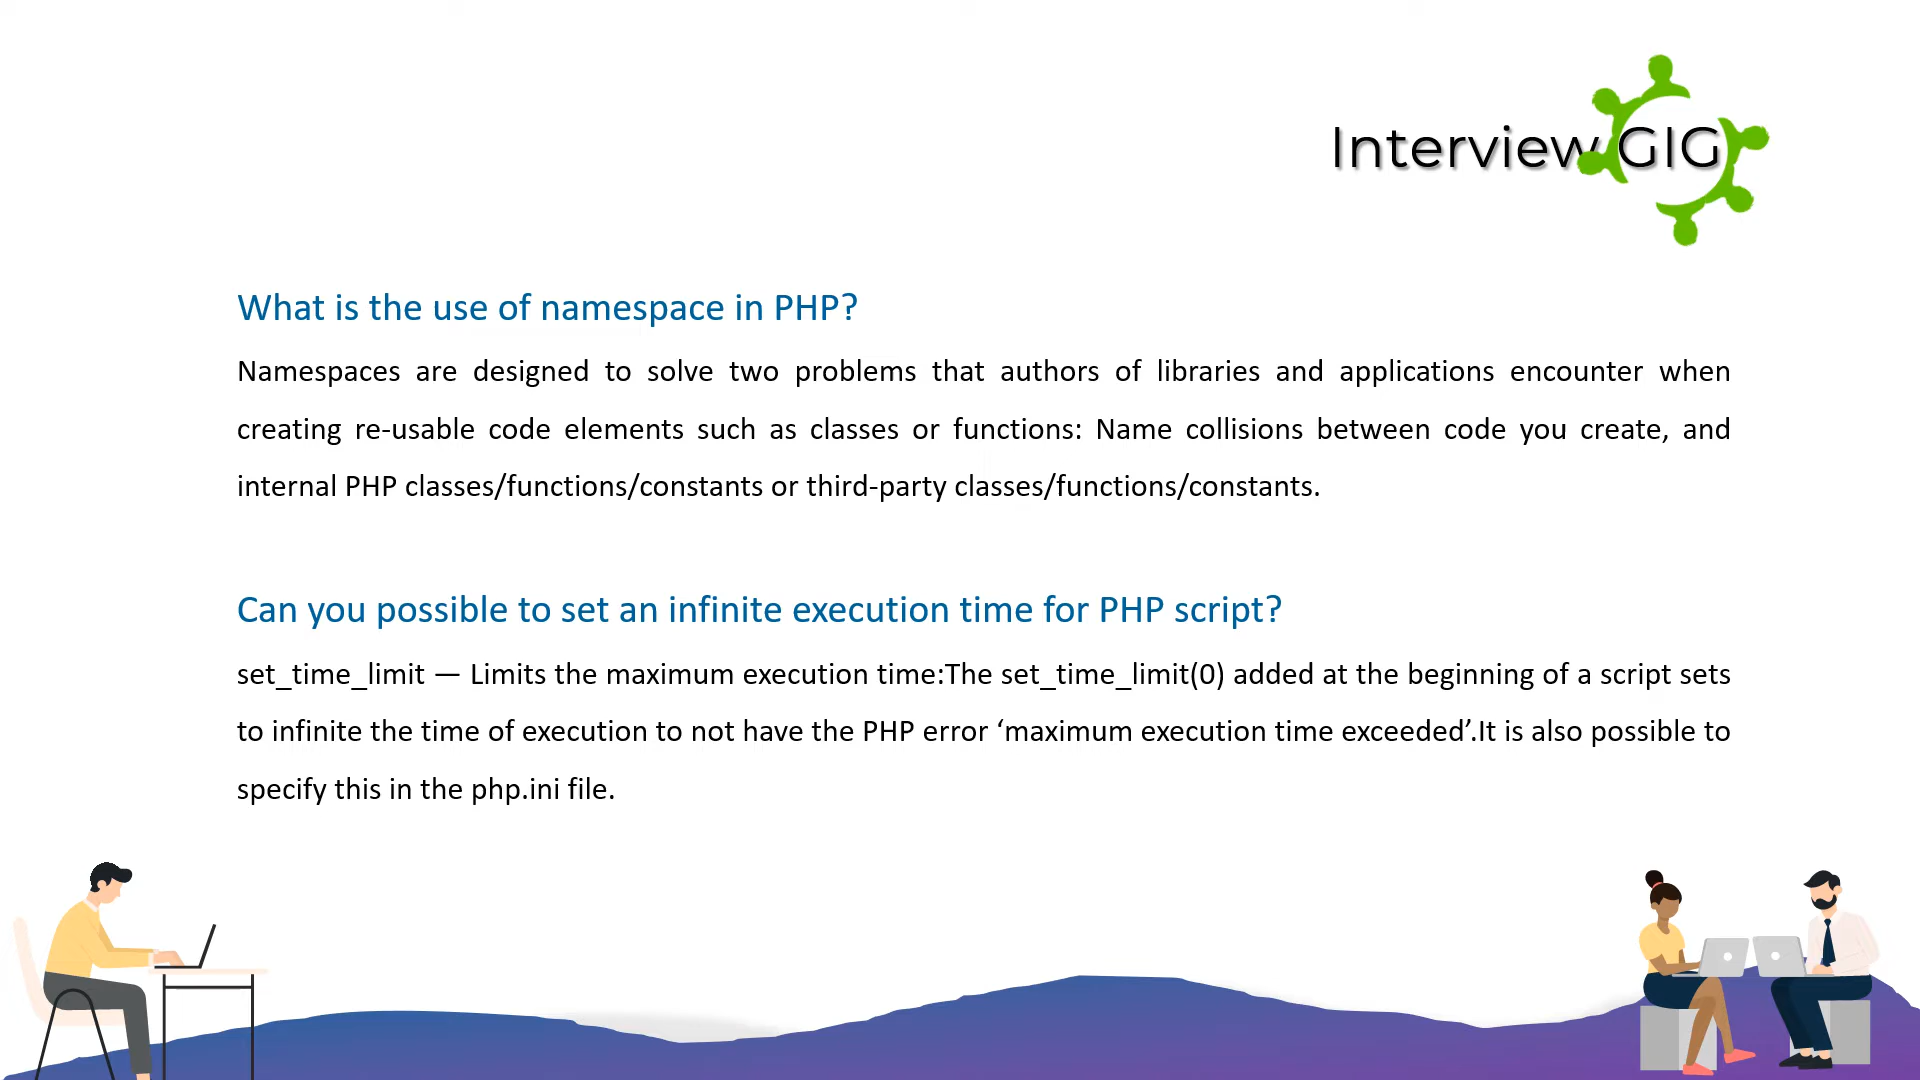 Interview GIG
What is the use of namespace in PHP?
Namespaces are designed to solve two problems that authors of libraries and applications encounter when
creating re-usable code elements such as classes or functions: Name collisions between code you create, and
internal PHP classes/functions/constants or third-party classes/functions/constants.
Can you possible to set an infinite execution time for PHP script?
set_time_limit — Limits the maximum execution time:The set_time_limit(0) added at the beginning of a script sets
to infinite the time of execution to not have the PHP error ‘maximum execution time exceeded’.It is also possible to
specify this in the php.ini file.